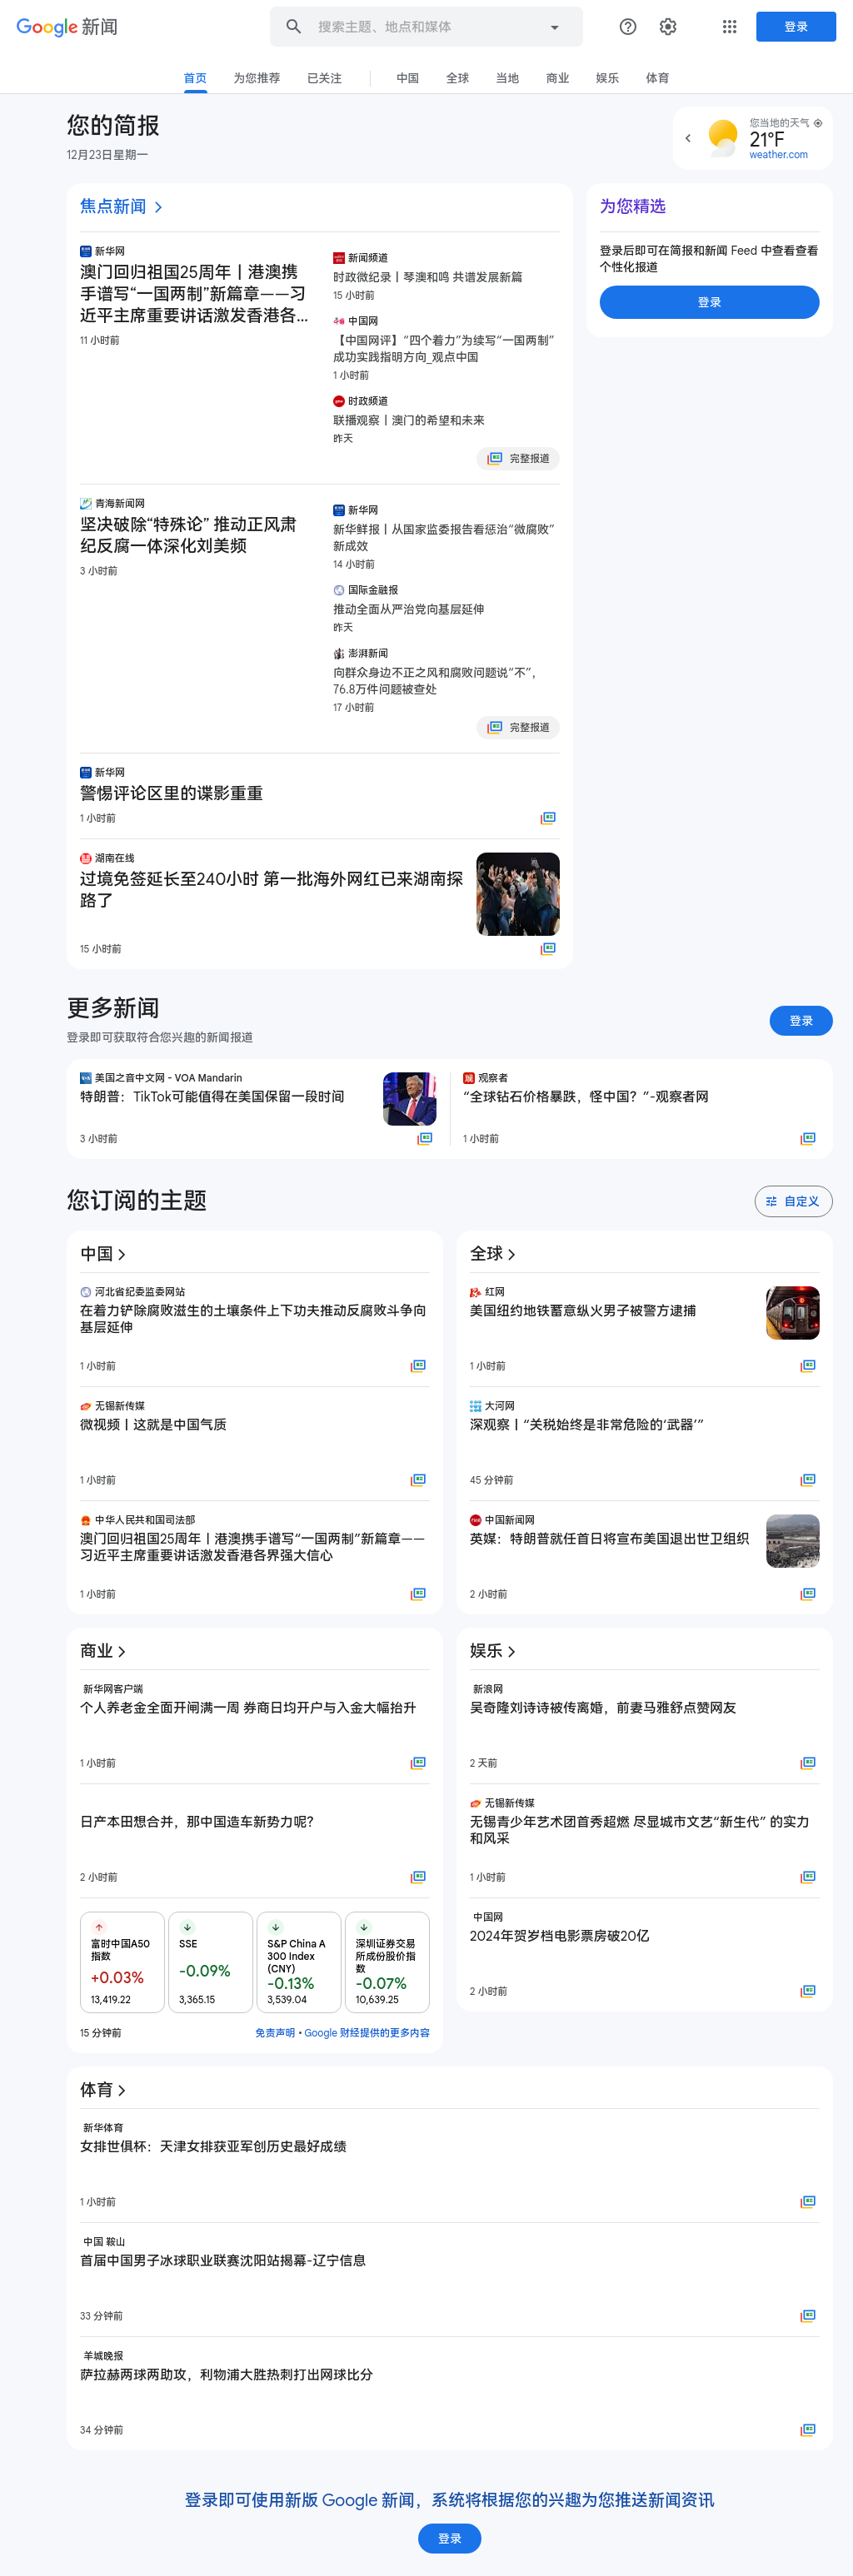 Google 新闻
搜索主题、地点和媒体
登录
首页
为您推荐
已关注
中国
全球
当地
商业
娱乐
体育
您的简报
12月23日星期一
您当地的天气
21°F
weather.com
焦点新闻
新华网
澳门回归祖国25周年丨港澳携
手谱写“一国两制”新篇章——习
近平主席重要讲话激发香港各...
11 小时前
新闻频道
时政微纪录丨琴澳和鸣 共谱发展新篇
15 小时前
中国网
【中国网评】“四个着力”为续写“一国两制”
成功实践指明方向_观点中国
1 小时前
时政频道
联播观察丨澳门的希望和未来
昨天
完整报道
青海新闻网
坚决破除“特殊论” 推动正风肃
纪反腐一体深化刘美频
3 小时前
新华网
新华鲜报丨从国家监委报告看惩治“微腐败”
新成效
14 小时前
国际金融报
推动全面从严治党向基层延伸
昨天
澎湃新闻
向群众身边不正之风和腐败问题说“不”，
76.8万件问题被查处
17 小时前
完整报道
新华网
警惕评论区里的谍影重重
1 小时前
湖南在线
过境免签延长至240小时 第一批海外网红已来湖南探
路了
15 小时前
为您精选
登录后即可在简报和新闻 Feed 中查看查看
个性化报道
登录
更多新闻
登录即可获取符合您兴趣的新闻报道
登录
美国之音中文网 - VOA Mandarin
特朗普：TikTok可能值得在美国保留一段时间
3 小时前
观察者
“全球钻石价格暴跌，怪中国？”-观察者网
1 小时前
您订阅的主题
自定义
中国
河北省纪委监委网站
在着力铲除腐败滋生的土壤条件上下功夫推动反腐败斗争向
基层延伸
1 小时前
无锡新传媒
微视频丨这就是中国气质
1 小时前
中华人民共和国司法部
澳门回归祖国25周年丨港澳携手谱写“一国两制”新篇章——
习近平主席重要讲话激发香港各界强大信心
1 小时前
全球
红网
美国纽约地铁蓄意纵火男子被警方逮捕
1 小时前
大河网
深观察丨“关税始终是非常危险的‘武器’”
45 分钟前
中国新闻网
英媒：特朗普就任首日将宣布美国退出世卫组织
2 小时前
商业
新华网客户端
个人养老金全面开闸满一周 券商日均开户与入金大幅抬升
1 小时前
日产本田想合并，那中国造车新势力呢？
2 小时前
富时中国A50
指数
+0.03%
13,419.22
SSE
-0.09%
3,365.15
S&P China A
300 Index
(CNY)
-0.13%
3,539.04
深圳证券交易
所成份股价指
数
-0.07%
10,639.25
15 分钟前
免责声明 • Google 财经提供的更多内容
娱乐
新浪网
吴奇隆刘诗诗被传离婚，前妻马雅舒点赞网友
2 天前
无锡新传媒
无锡青少年艺术团首秀超燃 尽显城市文艺“新生代” 的实力
和风采
1 小时前
中国网
2024年贺岁档电影票房破20亿
2 小时前
体育
新华体育
女排世俱杯：天津女排获亚军创历史最好成绩
1 小时前
中国 鞍山
首届中国男子冰球职业联赛沈阳站揭幕-辽宁信息
33 分钟前
羊城晚报
萨拉赫两球两助攻，利物浦大胜热刺打出网球比分
34 分钟前
登录即可使用新版 Google 新闻，系统将根据您的兴趣为您推送新闻资讯
登录